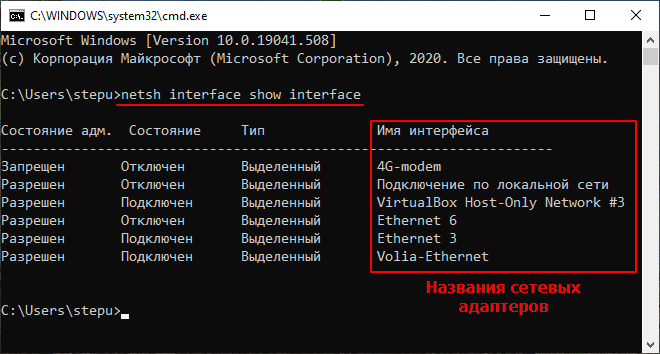 C:\WINDOWS\system32\cmd.exe
Microsoft Windows [Version 10.0.19041.508]
(c) Корпорация Майкрософт (Microsoft Corporation), 2020. Все права защищены.
C:\Users\stepu>netsh interface show interface
Состояние адм. Состояние Тип Имя интерфейса
---------------------------------------------------------------------
Запрещен Отключен Выделенный 4G-modem
Разрешен Отключен Выделенный Подключение по локальной сети
Разрешен Подключен Выделенный VirtualBox Host-Only Network #3
Разрешен Отключен Выделенный Ethernet 6
Разрешен Подключен Выделенный Ethernet 3
Разрешен Подключен Выделенный Volia-Ethernet
Названия сетевых
адаптеров
C:\Users\stepu>